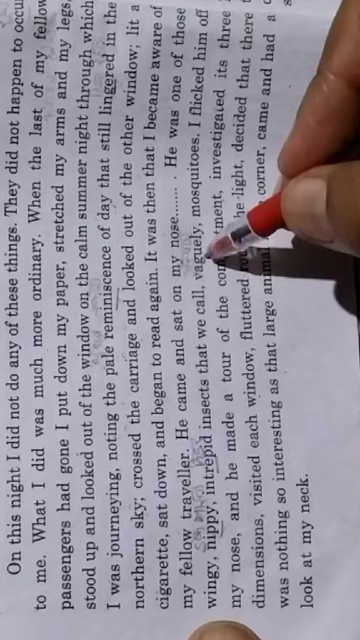 On this night I did not do any of these things. They did not happen to occur
to me. What I did was much more ordinary. When the last of my fellow
passengers had gone I put down my paper, stretched my arms and my legs,
stood up and looked out of the window on the calm summer night through which
I was journeying, noting the pale reminiscence of day that still lingered in the
northern sky; crossed the carriage and looked out of the other window; lit a
cigarette, sat down, and began to read again. It was then that I became aware of
my fellow traveller. He came and sat on my nose........ He was one of those
wingy, nippy, intrepid insects that we call, vaguely, mosquitoes. I flicked him off
my nose, and he made a tour of the com rtment, investigated its three
dimensions, visited each window, fluttered he light, decided that there
was nothing so interesting as that large anima corner, came and had a
look at my neck.